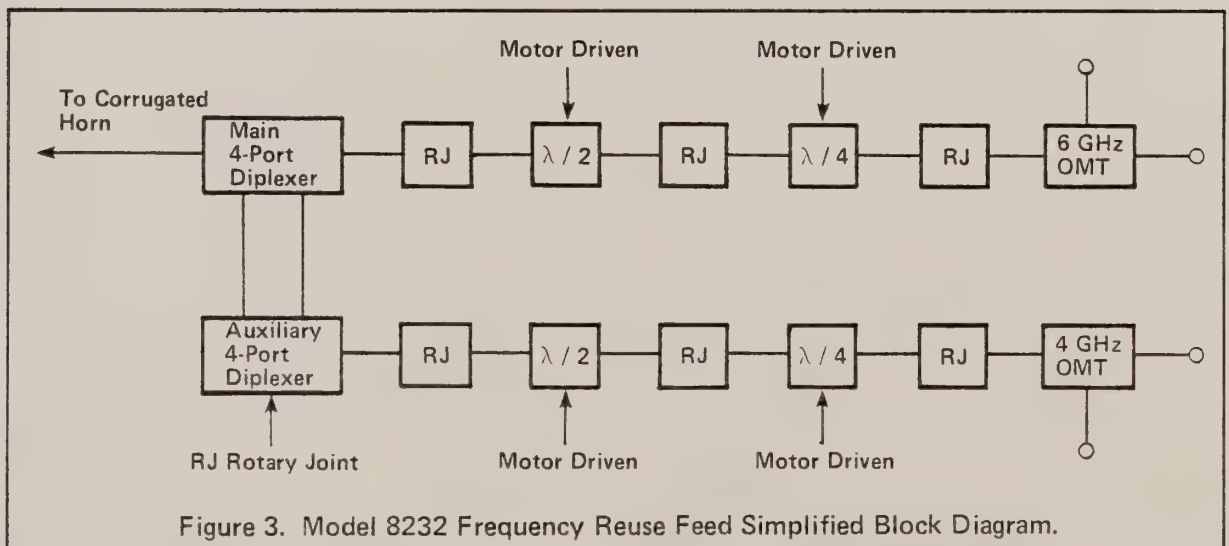 Motor Driven
Motor Driven
To Corrugated
Horn
Main
4-Port
Diplexer
RJ
λ / 2
RJ
λ / 4
RJ
6 GHz
OMT
Auxiliary
4-Port
Diplexer
RJ
λ / 2
RJ
λ / 4
RJ
4 GHz
OMT
RJ Rotary Joint
Motor Driven
Motor Driven
Figure 3. Model 8232 Frequency Reuse Feed Simplified Block Diagram.